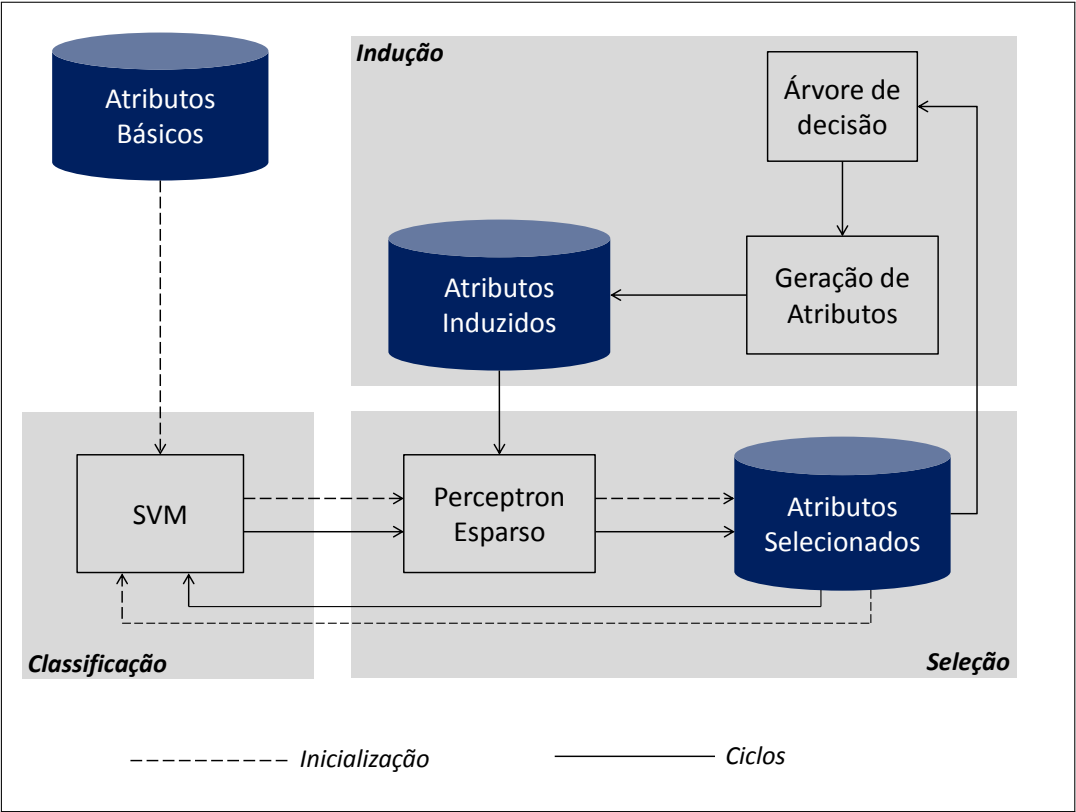 Atributos
Básicos
Indução
Árvore de
decisão
Atributos
Induzidos
Geração de
Atributos
SVM
Perceptron
Esparso
Atributos
Selecionados
Classificação
Seleção
Inicialização
Ciclos